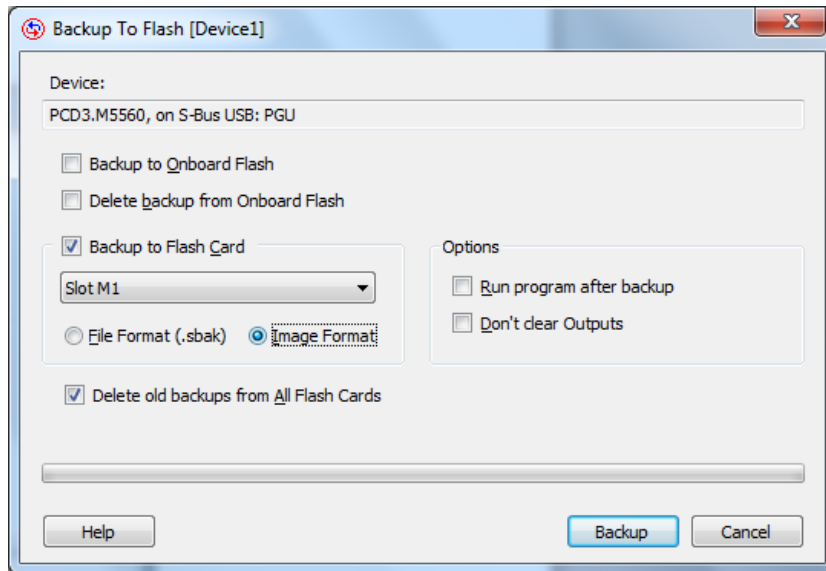 Backup To Flash [Device1]
Device:
PCD3.M5560, on S-Bus USB: PGU
Backup to Onboard Flash
Delete backup from Onboard Flash
Backup to Flash Card
Slot M1
File Format (.sbak) Image Format
Options
Run program after backup
Don't clear Outputs
Delete old backups from All Flash Cards
Help Backup Cancel